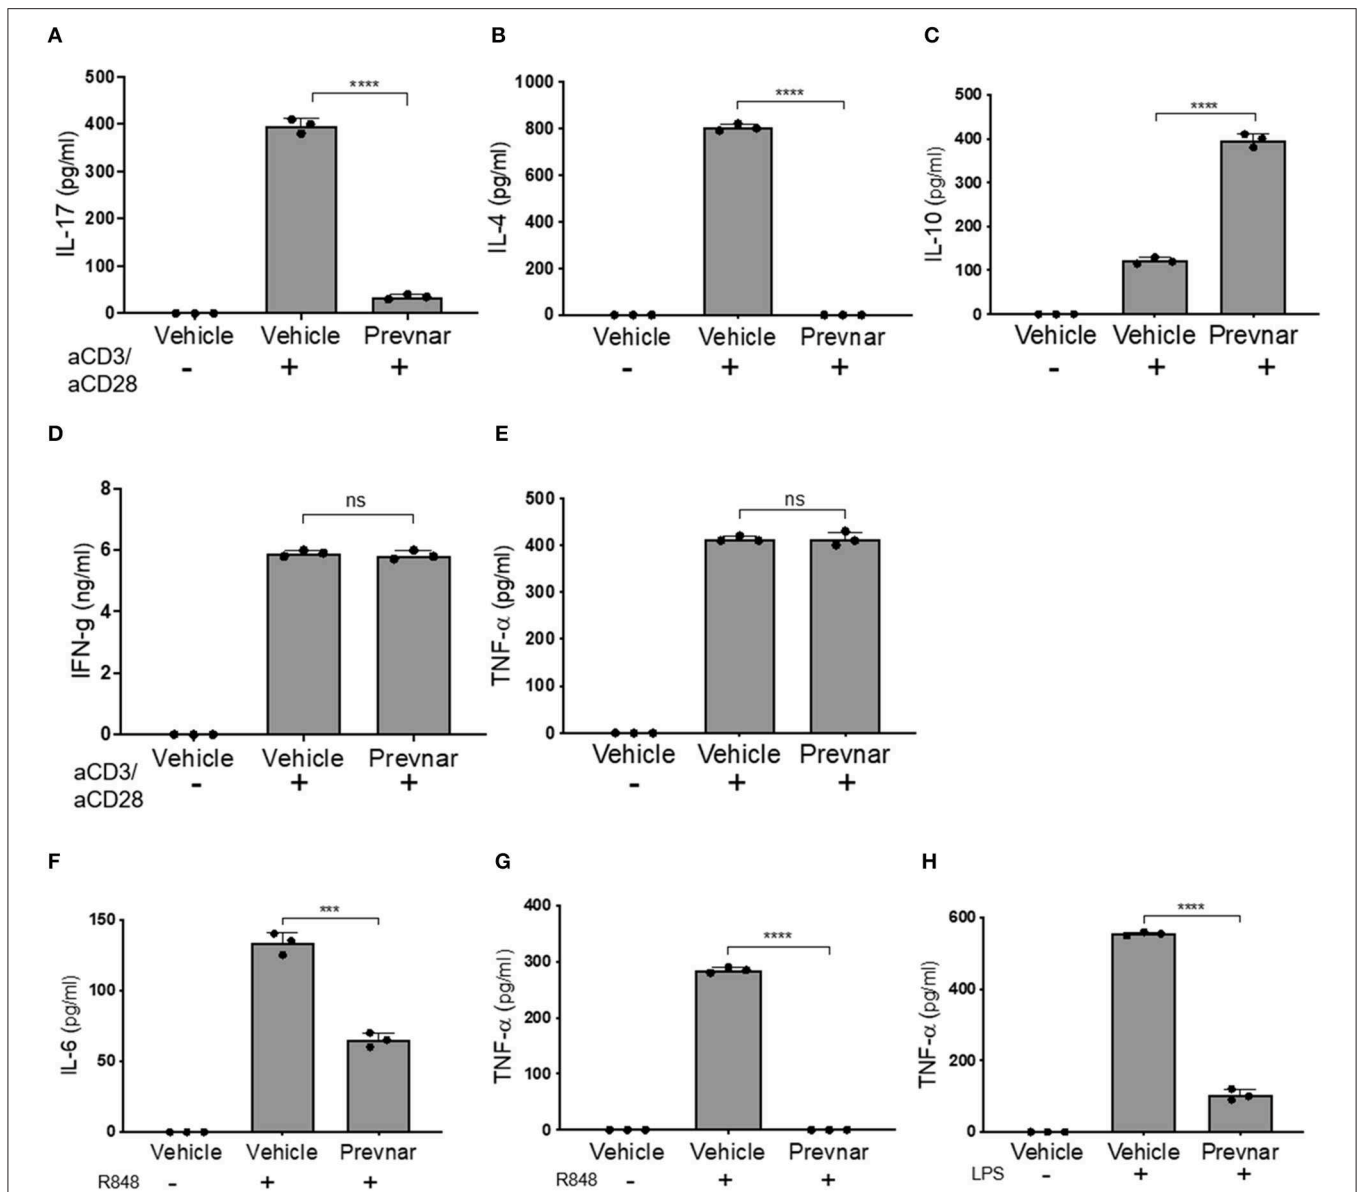 A
IL-17 (pg/ml)
500
400
300
200
100
0
****
Vehicle Vehicle Prevnar
aCD3/
aCD28
- + +
B
IL-4 (pg/ml)
1000
800
600
400
200
0
****
Vehicle Vehicle Prevnar
- + +
C
IL-10 (pg/ml)
500
400
300
200
100
0
****
Vehicle Vehicle Prevnar
- + +
D
IFN-g (ng/ml)
8
6
4
2
0
ns
Vehicle Vehicle Prevnar
aCD3/
aCD28
- + +
E
TNF-α (pg/ml)
500
400
300
200
100
0
ns
Vehicle Vehicle Prevnar
- + +
F
IL-6 (pg/ml)
150
100
50
0
***
Vehicle Vehicle Prevnar
R848 - + +
G
TNF-α (pg/ml)
400
300
200
100
0
****
Vehicle Vehicle Prevnar
R848 - + +
H
TNF-α (pg/ml)
600
400
200
0
****
Vehicle Vehicle Prevnar
LPS - + +